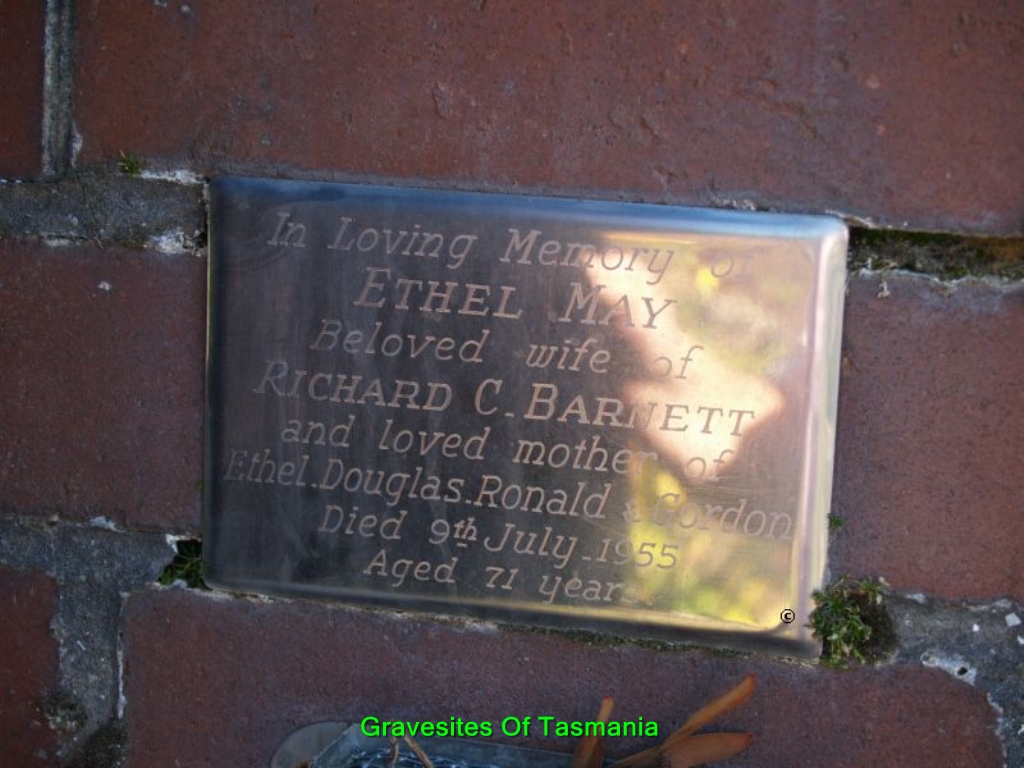 In Loving Memory of
ETHEL MAY
Beloved wife of
RICHARD C. BARNETT
and loved mother of
Ethel. Douglas. Ronald & Gordon
Died 9th July. 1955
Aged 71 years.
©
Gravesites Of Tasmania